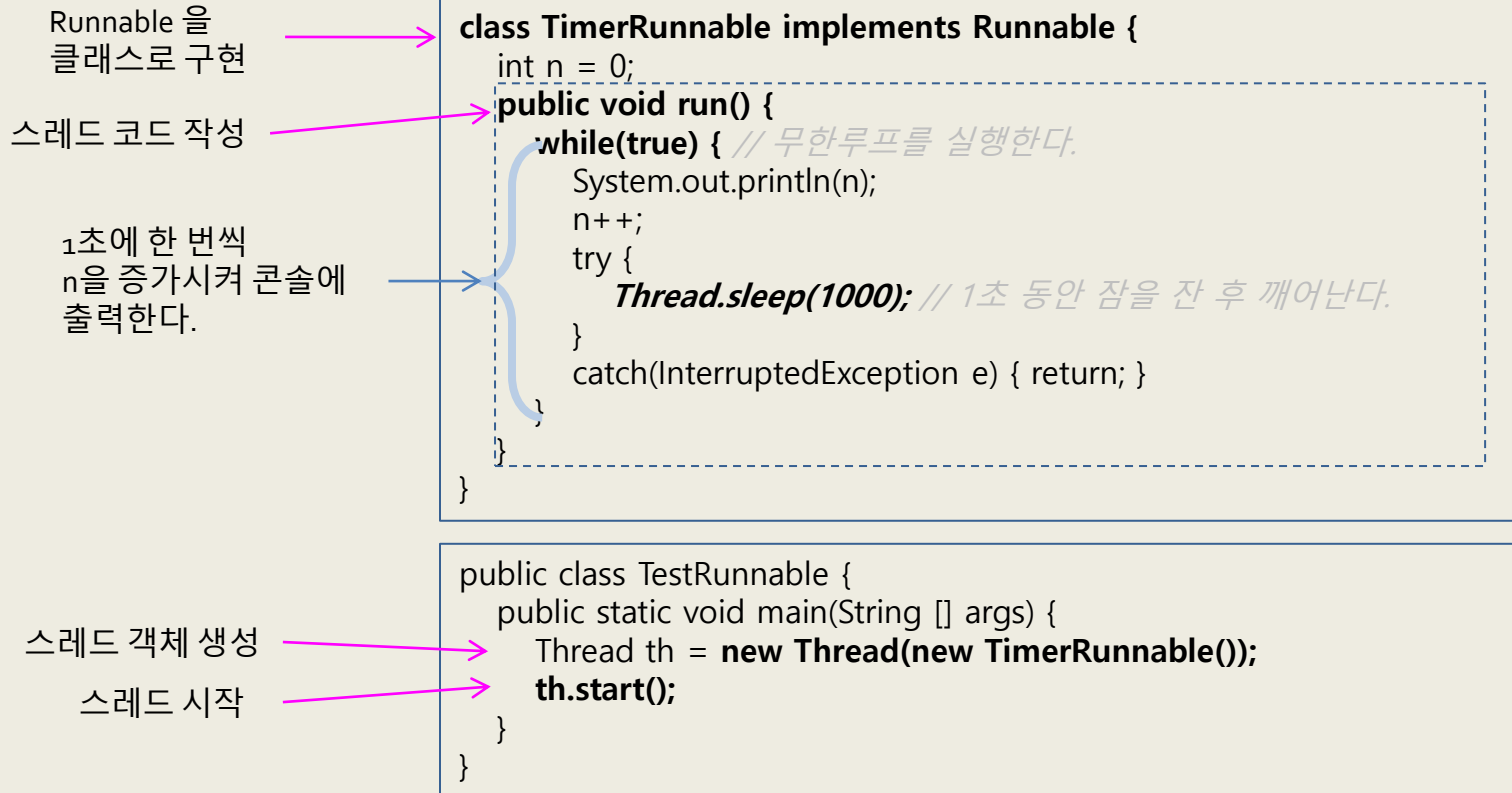 Runnable 을
클래스로 구현
스레드 코드 작성
1초에 한 번씩
n을 증가시켜 콘솔에
출력한다.
class TimerRunnable implements Runnable {
int n = 0;
public void run() {
while(true) { // 무한루프를 실행한다.
System.out.println(n);
n++;
try {
Thread.sleep(1000); // 1초 동안 잠을 잔 후 깨어난다.
}
catch(InterruptedException e) { return; }
}
}
}
스레드 객체 생성
스레드 시작
public class TestRunnable {
public static void main(String [] args) {
Thread th = new Thread(new TimerRunnable());
th.start();
}
}